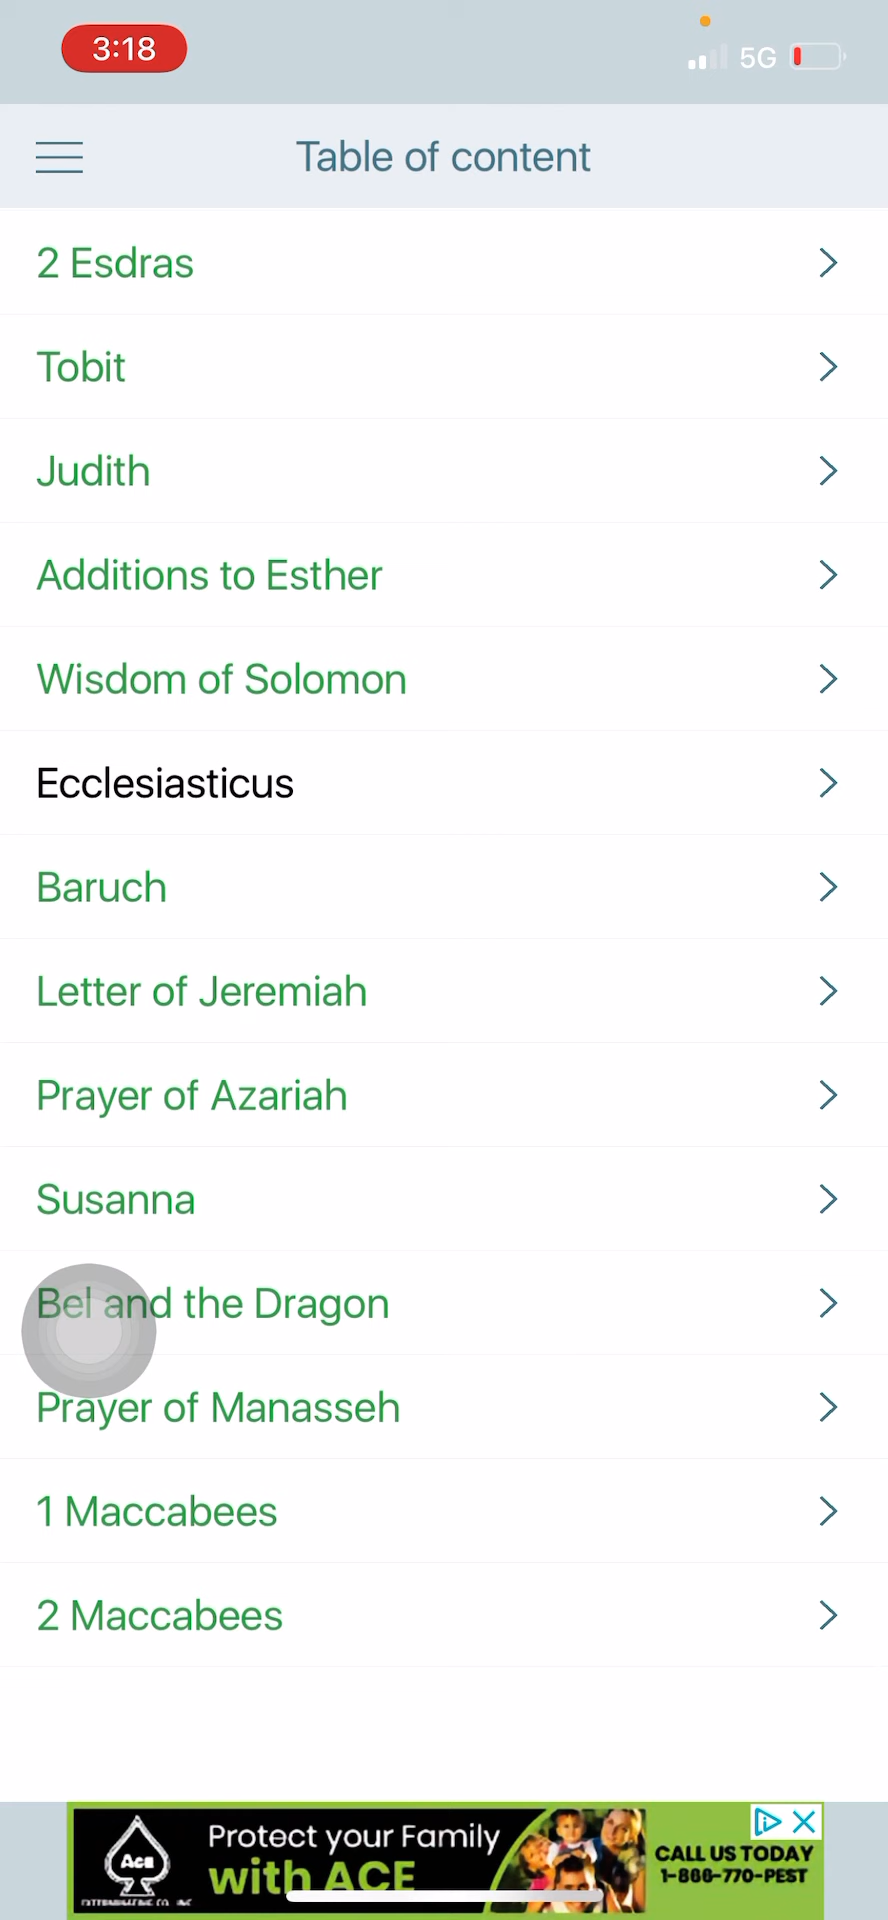 3:18
5G
Table of content
2 Esdras
Tobit
Judith
Additions to Esther
Wisdom of Solomon
Ecclesiasticus
Baruch
Letter of Jeremiah
Prayer of Azariah
Susanna
Bel and the Dragon
Prayer of Manasseh
1 Maccabees
2 Maccabees
Ace
Protect your Family
with ACE
CALL US TODAY
1-866-770-PEST